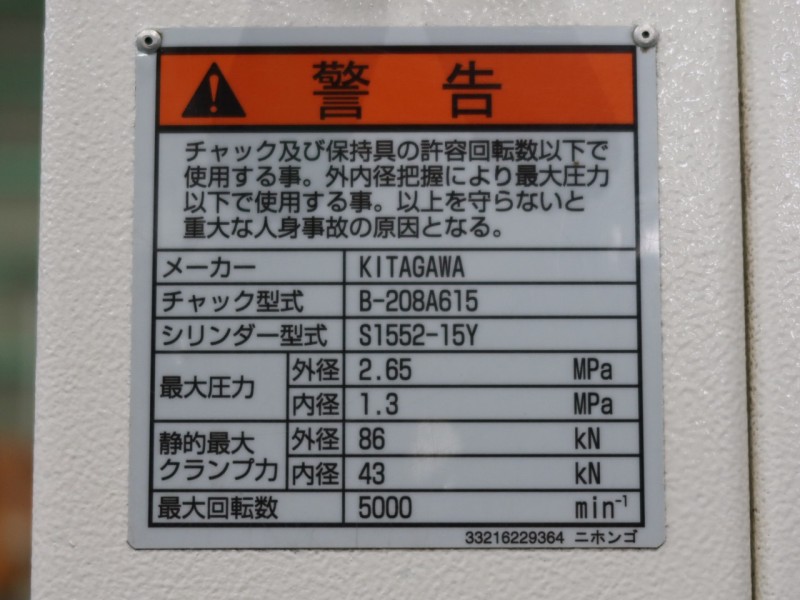 警告
チャック及び保持具の許容回転数以下で
使用する事。外内径把握により最大圧力
以下で使用する事。以上を守らないと
重大な人身事故の原因となる。
メーカー KITAGAWA
チャック型式 B-208A615
シリンダー型式 S1552-15Y
最大圧力 外径 2.65 MPa
内径 1.3 MPa
静的最大クランプ力 外径 86 kN
内径 43 kN
最大回転数 5000 min⁻¹
33216229364 ニホンゴ